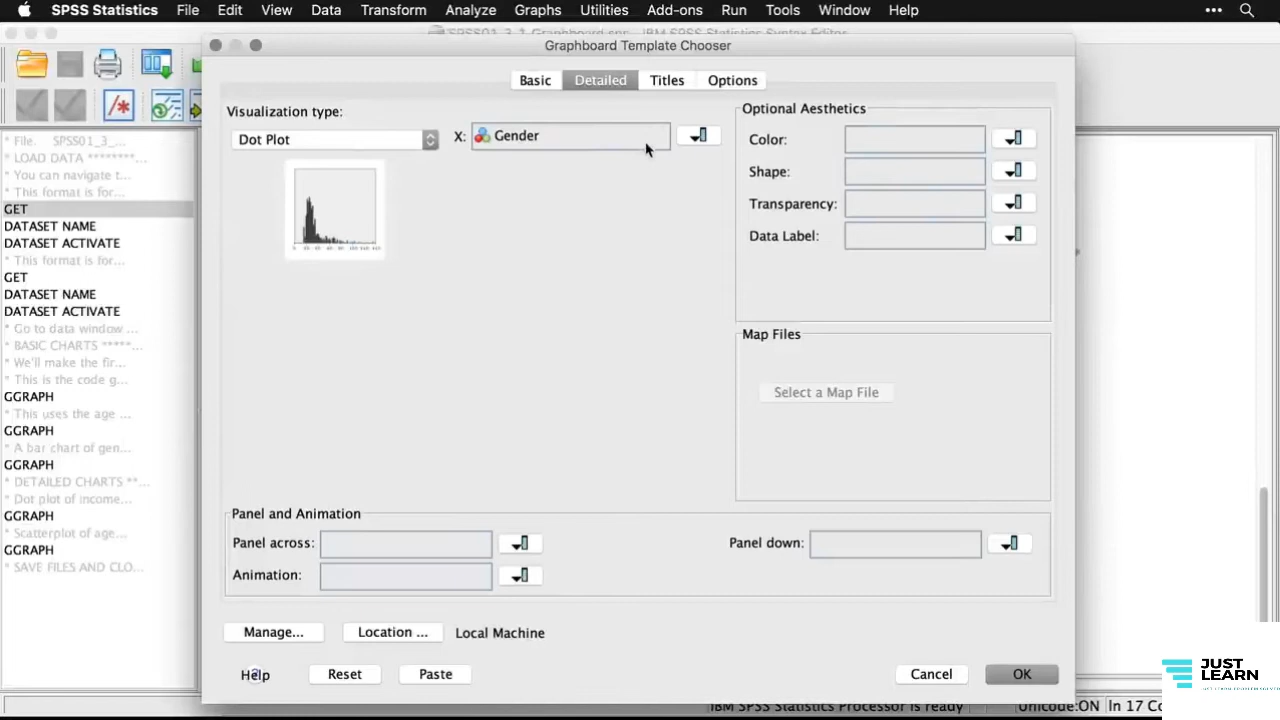 SPSS Statistics File Edit View Data Transform Analyze Graphs Utilities Add-ons Run Tools Window Help
Graphboard Template Chooser
Basic Detailed Titles Options
* File. SPSS01_3_...
* LOAD DATA ********...
* You can navigate t...
* This format is for...
GET
DATASET NAME
DATASET ACTIVATE
* This format is for...
GET
DATASET NAME
DATASET ACTIVATE
* Go to data window ...
* BASIC CHARTS *****...
* We'll make the fir...
* This is the code g...
GGRAPH
* This uses the age ...
GGRAPH
* A bar chart of gen...
GGRAPH
* DETAILED CHARTS **...
* Dot plot of income...
GGRAPH
* Scatterplot of age...
GGRAPH
* SAVE FILES AND CLO...
Visualization type:
Dot Plot
X: Gender
Optional Aesthetics
Color:
Shape:
Transparency:
Data Label:
Map Files
Select a Map File
Panel and Animation
Panel across:
Panel down:
Animation:
Manage... Location ... Local Machine
Help Reset Paste Cancel OK
IBM SPSS Statistics Processor is ready Unicode:ON In 17 Co
JUST
LEARN